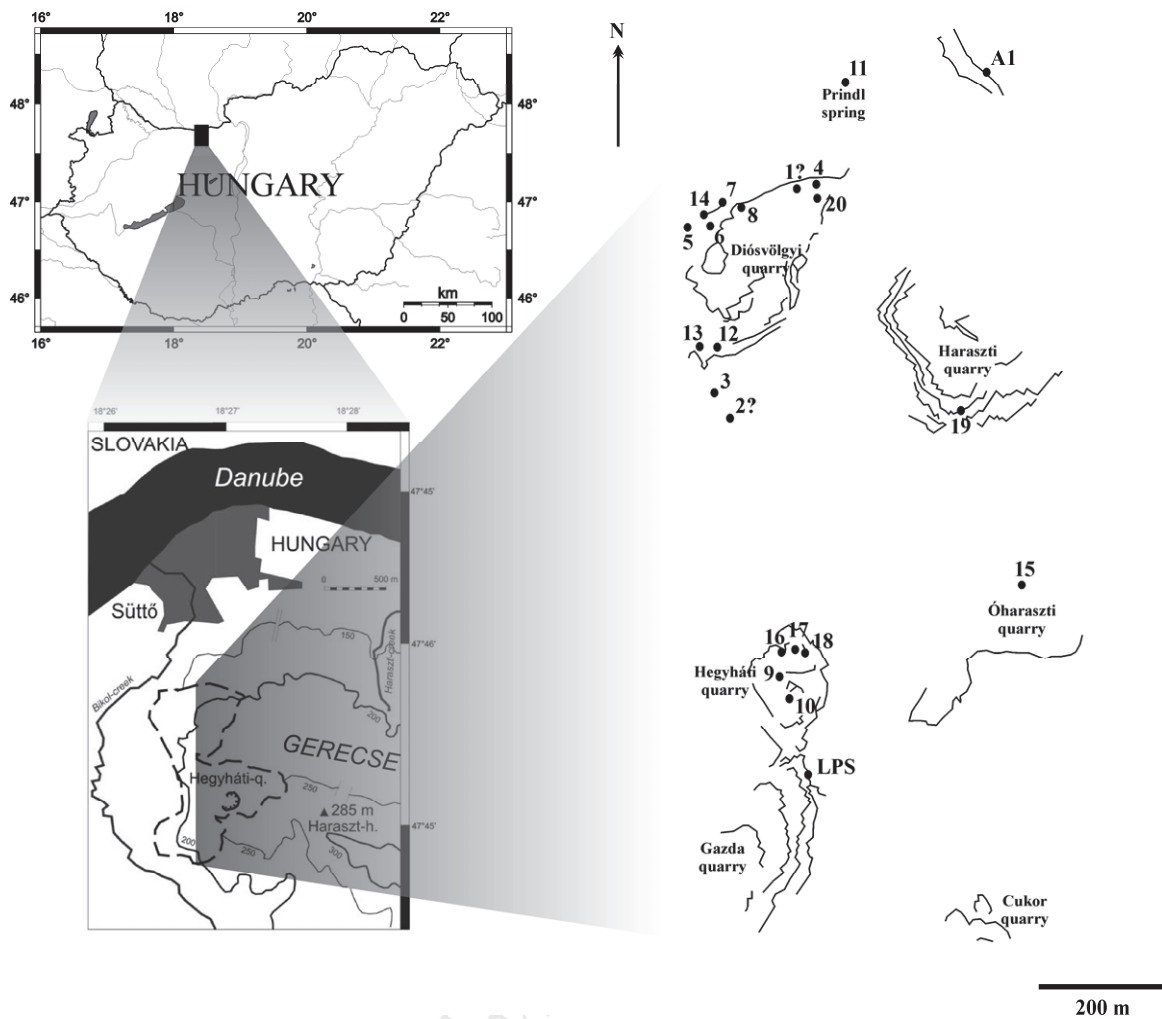 16°
18°
20°
22°
48°
47°
46°
48°
47°
46°
HUNGARY
km
0 50 100
16°
18°
20°
22°
18°26'
18°27'
18°28'
SLOVAKIA
Danube
47°45'
HUNGARY
0 500 m
Süttő
150
Haraszt-creek
47°46'
Bikol-creek
200
GERECSE
Hegyháti-q.
250
285 m
Haraszt-h.
47°45'
200
250
300
N
A1
11
Prindl
spring
1?
4
7
14
8
20
5
6
Diósvölgyi
quarry
13
12
3
2?
Haraszti
quarry
19
15
Óharaszti
quarry
16
17
18
Hegyháti
quarry
9
10
LPS
Gazda
quarry
Cukor
quarry
200 m